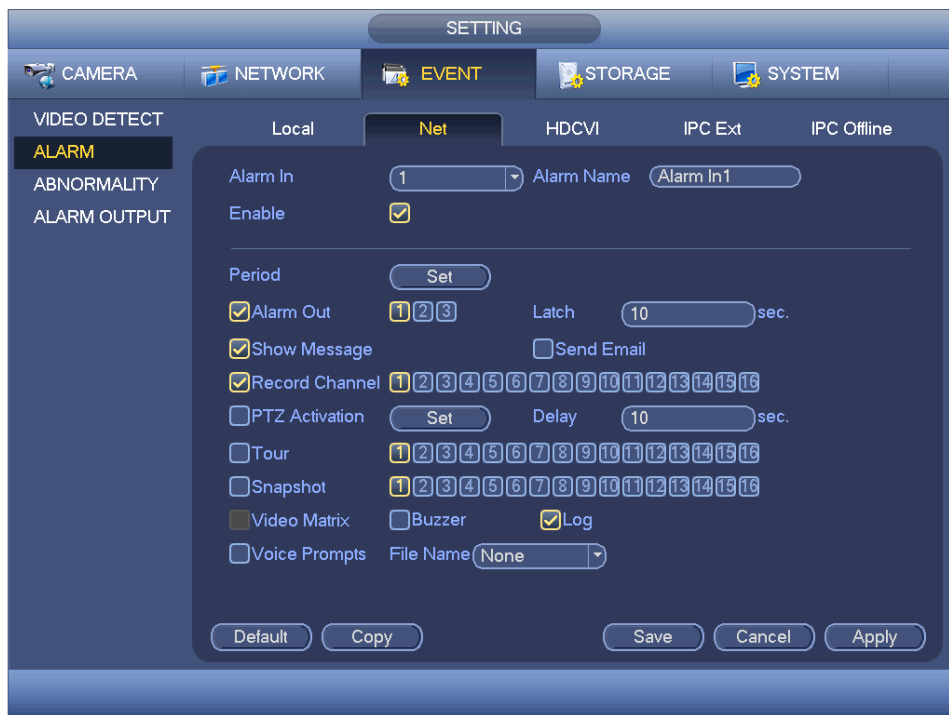 SETTING
CAMERA NETWORK EVENT STORAGE SYSTEM
VIDEO DETECT
ALARM
ABNORMALITY
ALARM OUTPUT
Local Net HDCVI IPC Ext IPC Offline
Alarm In 1 Alarm Name Alarm In1
Enable
Period Set
Alarm Out 1 2 3 Latch 10 sec.
Show Message Send Email
Record Channel 1 2 3 4 5 6 7 8 9 10 11 12 13 14 15 16
PTZ Activation Set Delay 10 sec.
Tour 1 2 3 4 5 6 7 8 9 10 11 12 13 14 15 16
Snapshot 1 2 3 4 5 6 7 8 9 10 11 12 13 14 15 16
Video Matrix Buzzer Log
Voice Prompts File Name None
Default Copy Save Cancel Apply